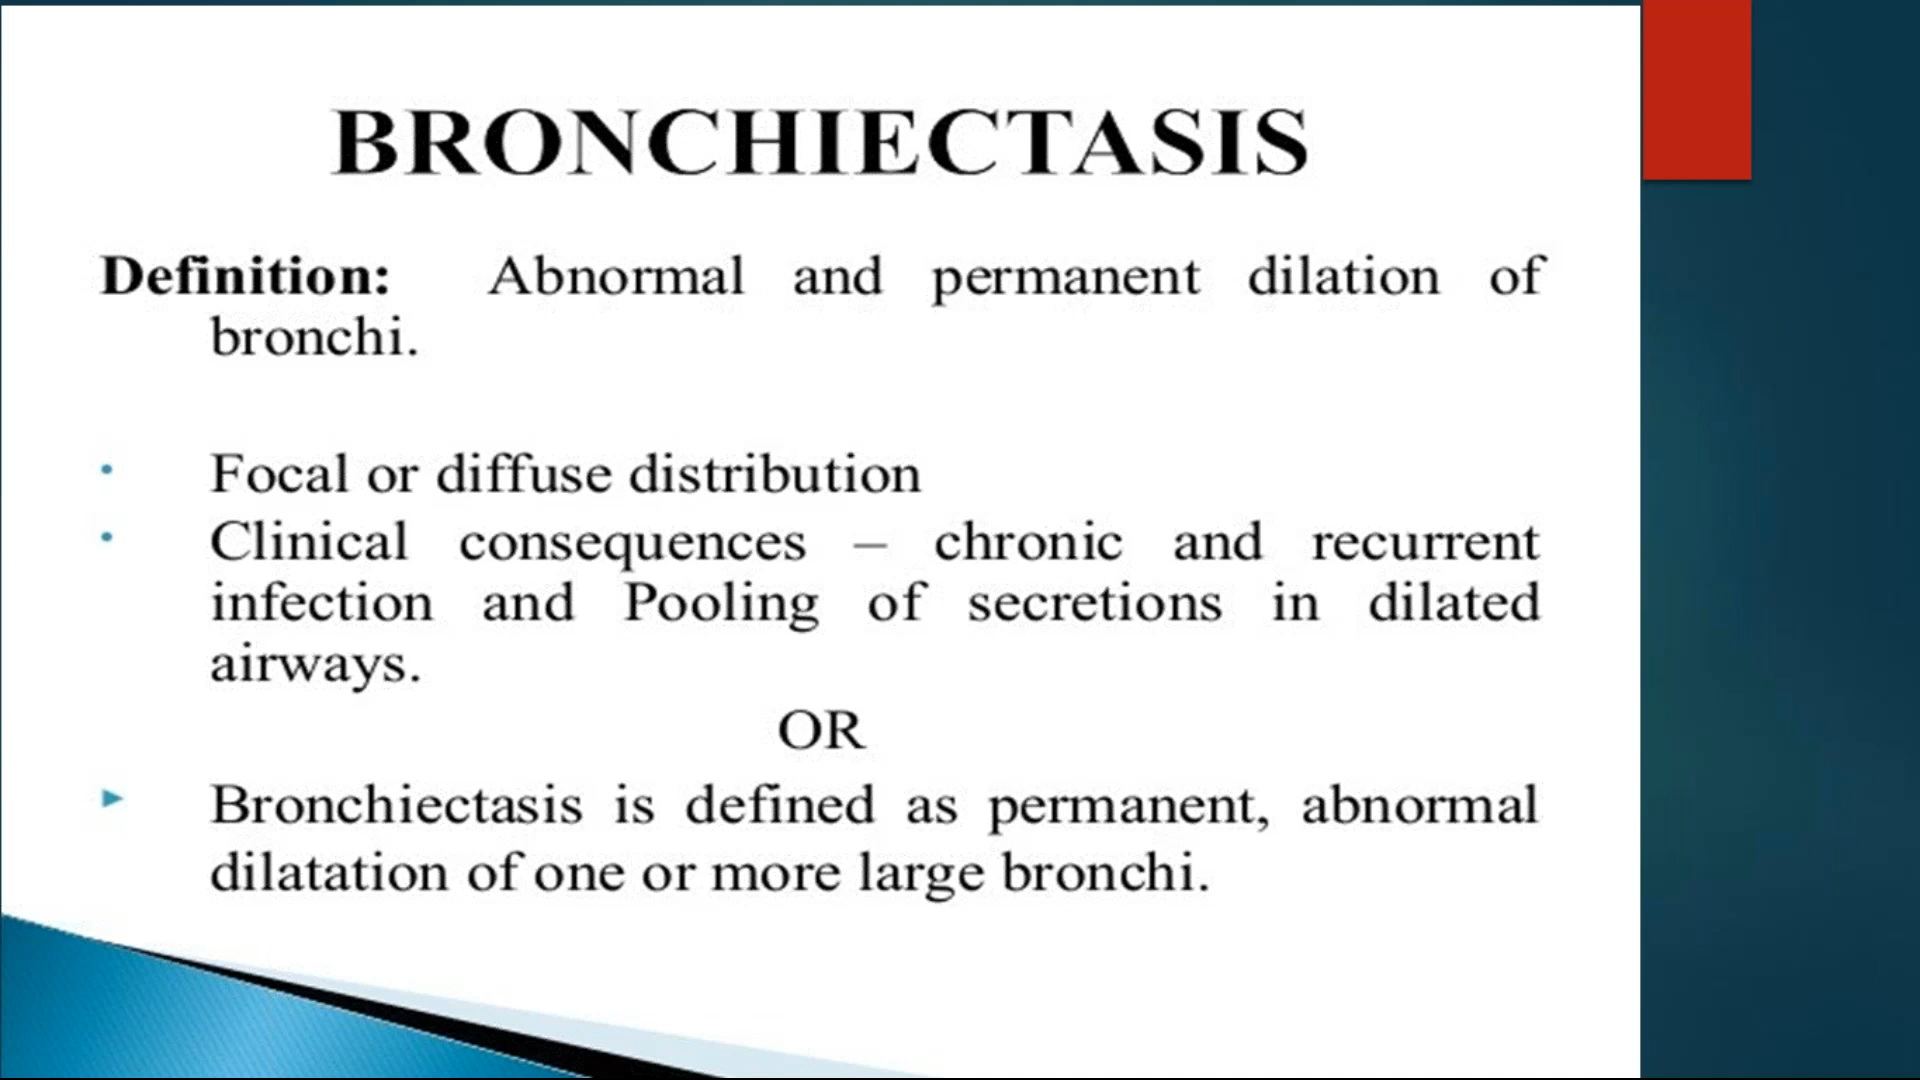 BRONCHIECTASIS
Definition: Abnormal and permanent dilation of
bronchi.
• Focal or diffuse distribution
• Clinical consequences – chronic and recurrent
infection and Pooling of secretions in dilated
airways.
OR
► Bronchiectasis is defined as permanent, abnormal
dilatation of one or more large bronchi.